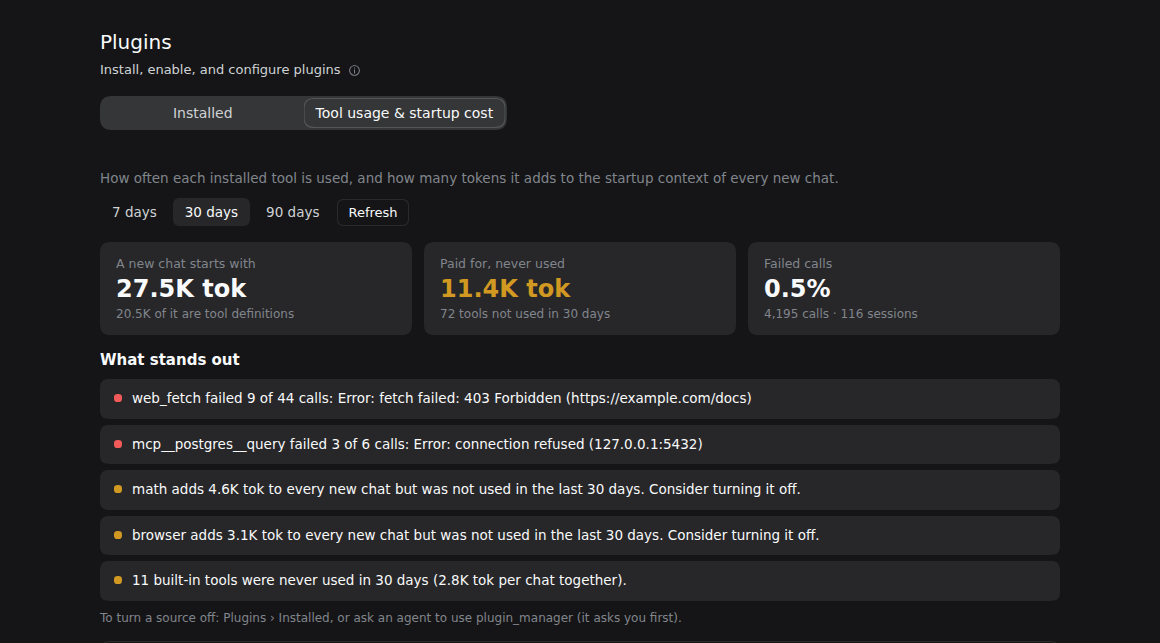 Plugins
Install, enable, and configure plugins
Installed
Tool usage & startup cost
How often each installed tool is used, and how many tokens it adds to the startup context of every new chat.
7 days
30 days
90 days
Refresh
A new chat starts with
27.5K tok
20.5K of it are tool definitions
Paid for, never used
11.4K tok
72 tools not used in 30 days
Failed calls
0.5%
4,195 calls · 116 sessions
What stands out
web_fetch failed 9 of 44 calls: Error: fetch failed: 403 Forbidden (https://example.com/docs)
mcp__postgres__query failed 3 of 6 calls: Error: connection refused (127.0.0.1:5432)
math adds 4.6K tok to every new chat but was not used in the last 30 days. Consider turning it off.
browser adds 3.1K tok to every new chat but was not used in the last 30 days. Consider turning it off.
11 built-in tools were never used in 30 days (2.8K tok per chat together).
To turn a source off: Plugins › Installed, or ask an agent to use plugin_manager (it asks you first).